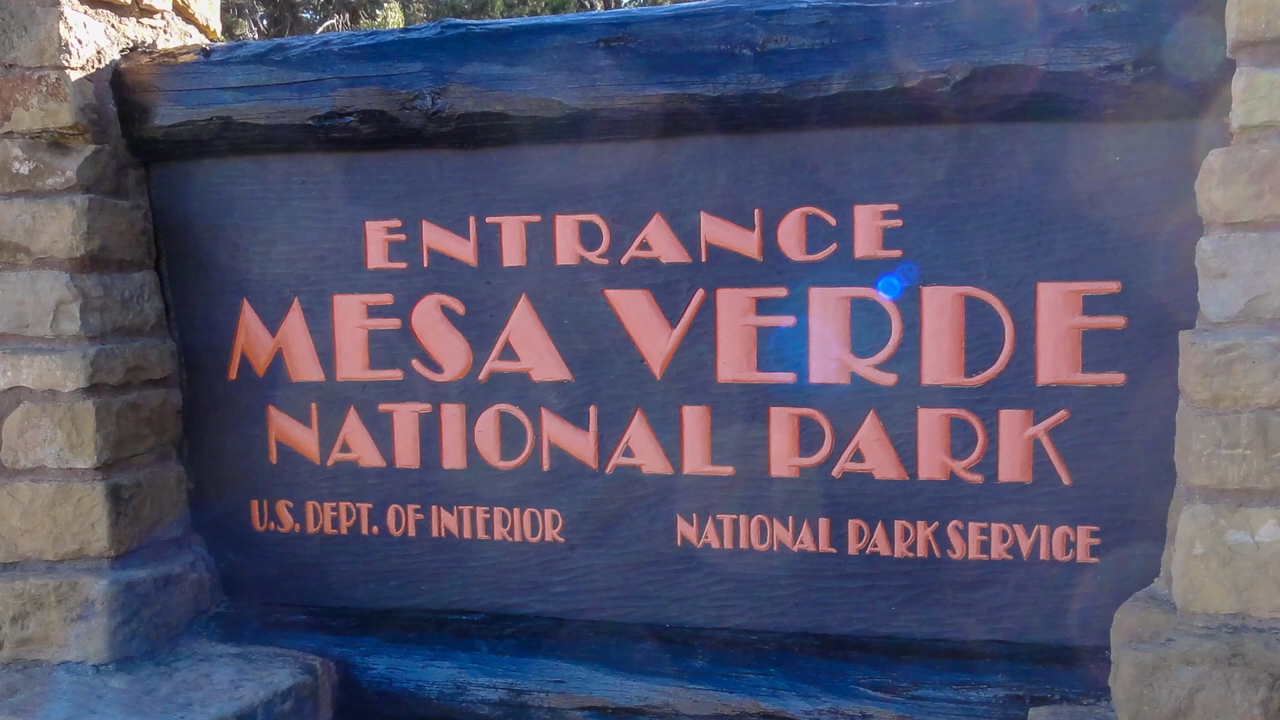 ENTRANCE
MESA VERDE
NATIONAL PARK
U.S. DEPT. OF INTERIOR NATIONAL PARK SERVICE